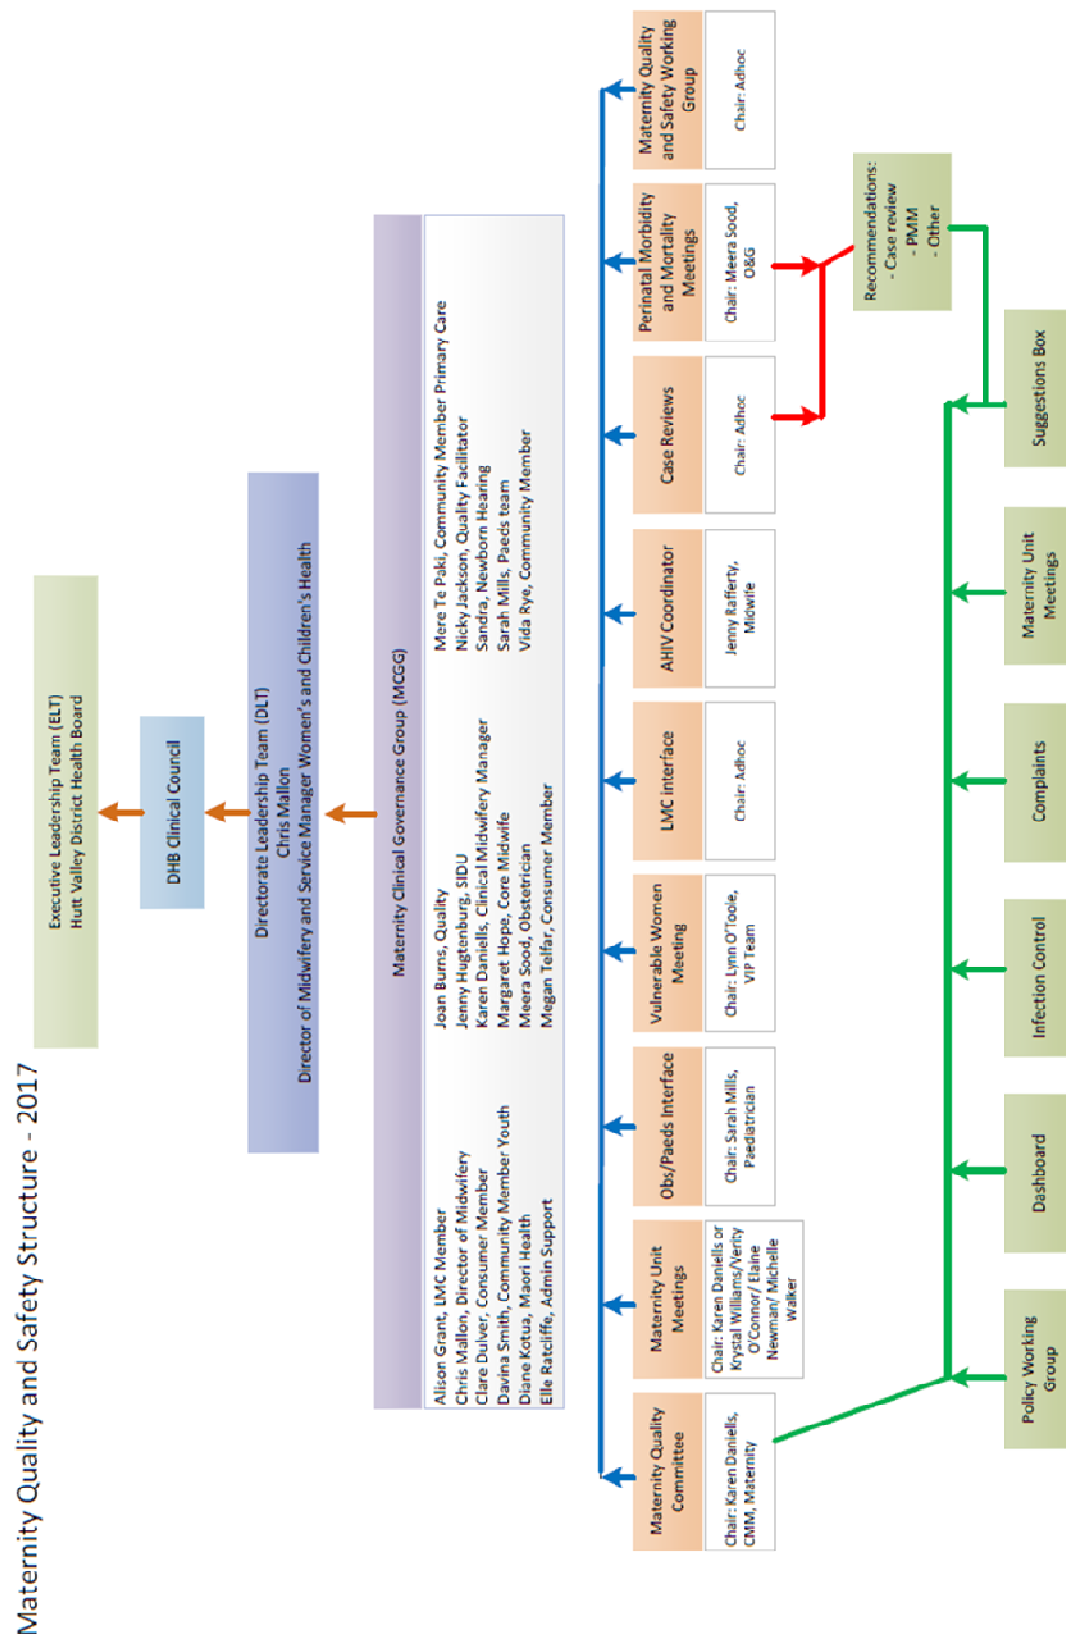 Maternity Quality and Safety Structure - 2017
Executive Leadership Team (ELT)
Hutt Valley District Health Board
DHB Clinical Council
Directorate Leadership Team (DLT)
Chris Mallon
Director of Midwifery and Service Manager Women's and Children's Health
Maternity Clinical Governance Group (MCGG)
Alison Grant, LMC Member
Chris Mallon, Director of Midwifery
Clare Dulver, Consumer Member
Davina Smith, Community Member Youth
Diane Kotua, Maori Health
Elle Ratcliffe, Admin Support
Joan Burns, Quality
Jenny Hugtenburg, SIDU
Karen Daniells, Clinical Midwifery Manager
Margaret Hope, Core Midwife
Meera Sood, Obstetrician
Megan Telfar, Consumer Member
Mere Te Paki, Community Member Primary Care
Nicky Jackson, Quality Facilitator
Sandra, Newborn Hearing
Sarah Mills, Paeds team
Vida Rye, Community Member
Maternity Quality
Committee
Chair: Karen Daniells,
CMM, Maternity
Maternity Unit
Meetings
Chair: Karen Daniells or
Krystal Williams/Verity
O'Connor/ Elaine
Newman/ Michelle
Walker
Obs/Paeds Interface
Chair: Sarah Mills,
Paediatrician
Vulnerable Women
Meeting
Chair: Lynn O'Toole,
VIP Team
LMC interface
Chair: Adhoc
AHIV Coordinator
Jenny Rafferty,
Midwife
Case Reviews
Chair: Adhoc
Perinatal Morbidity
and Mortality
Meetings
Chair: Meera Sood,
O&G
Maternity Quality
and Safety Working
Group
Chair: Adhoc
Recommendations:
- Case review
- PMM
- Other
Policy Working
Group
Dashboard
Infection Control
Complaints
Maternity Unit
Meetings
Suggestions Box